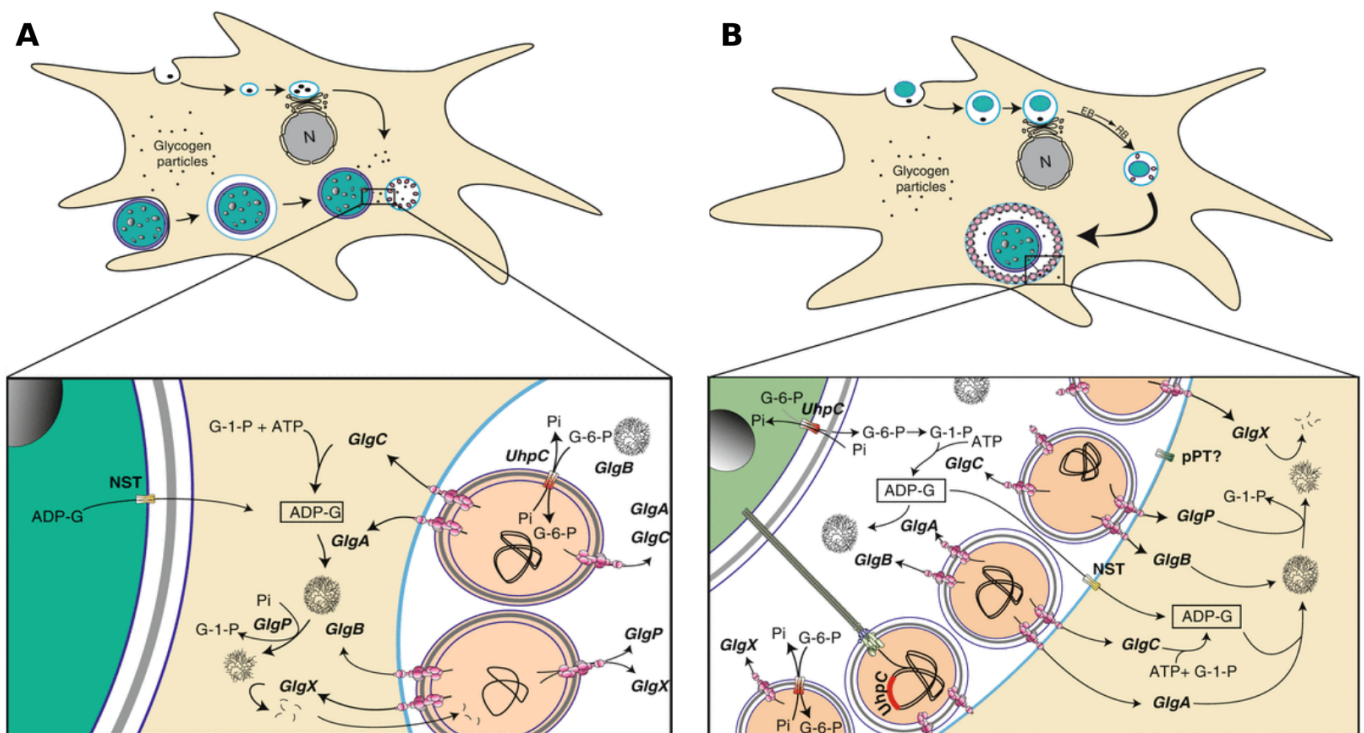 A
Glycogen
particles
N
NST
ADP-G
G-1-P + ATP
GlgC
ADP-G
GlgA
Pi
GlgP
G-1-P
GlgB
GlgX
Pi
G-6-P
UhpC
GlgB
Pi
G-6-P
GlgA
GlgC
GlgP
GlgX
B
EB
RB
N
Glycogen
particles
G-6-P
UhpC
Pi
Pi
G-6-P
G-1-P
ATP
GlgC
ADP-G
GlgA
GlgB
GlgX
pPT?
G-1-P
GlgP
GlgB
NST
ADP-G
GlgC
ATP+ G-1-P
GlgA
GlgX
Pi
G-6-P
UhpC
Pi
G-6-P